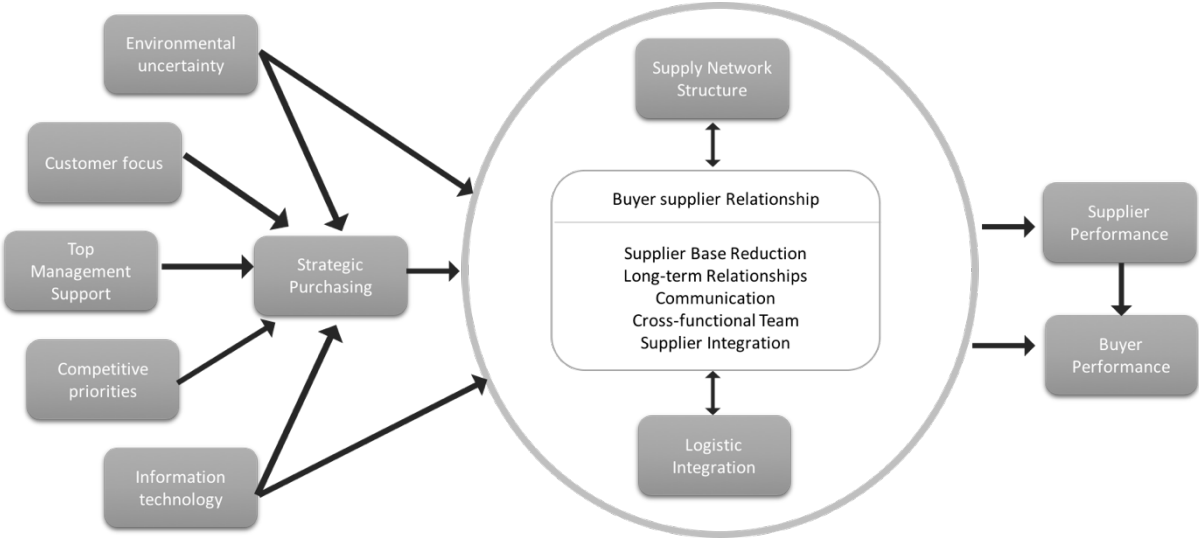 Environmental
uncertainty
Customer focus
Top
Management
Support
Competitive
priorities
Information
technology
Strategic
Purchasing
Supply Network
Structure
Buyer supplier Relationship
Supplier Base Reduction
Long-term Relationships
Communication
Cross-functional Team
Supplier Integration
Logistic
Integration
Supplier
Performance
Buyer
Performance